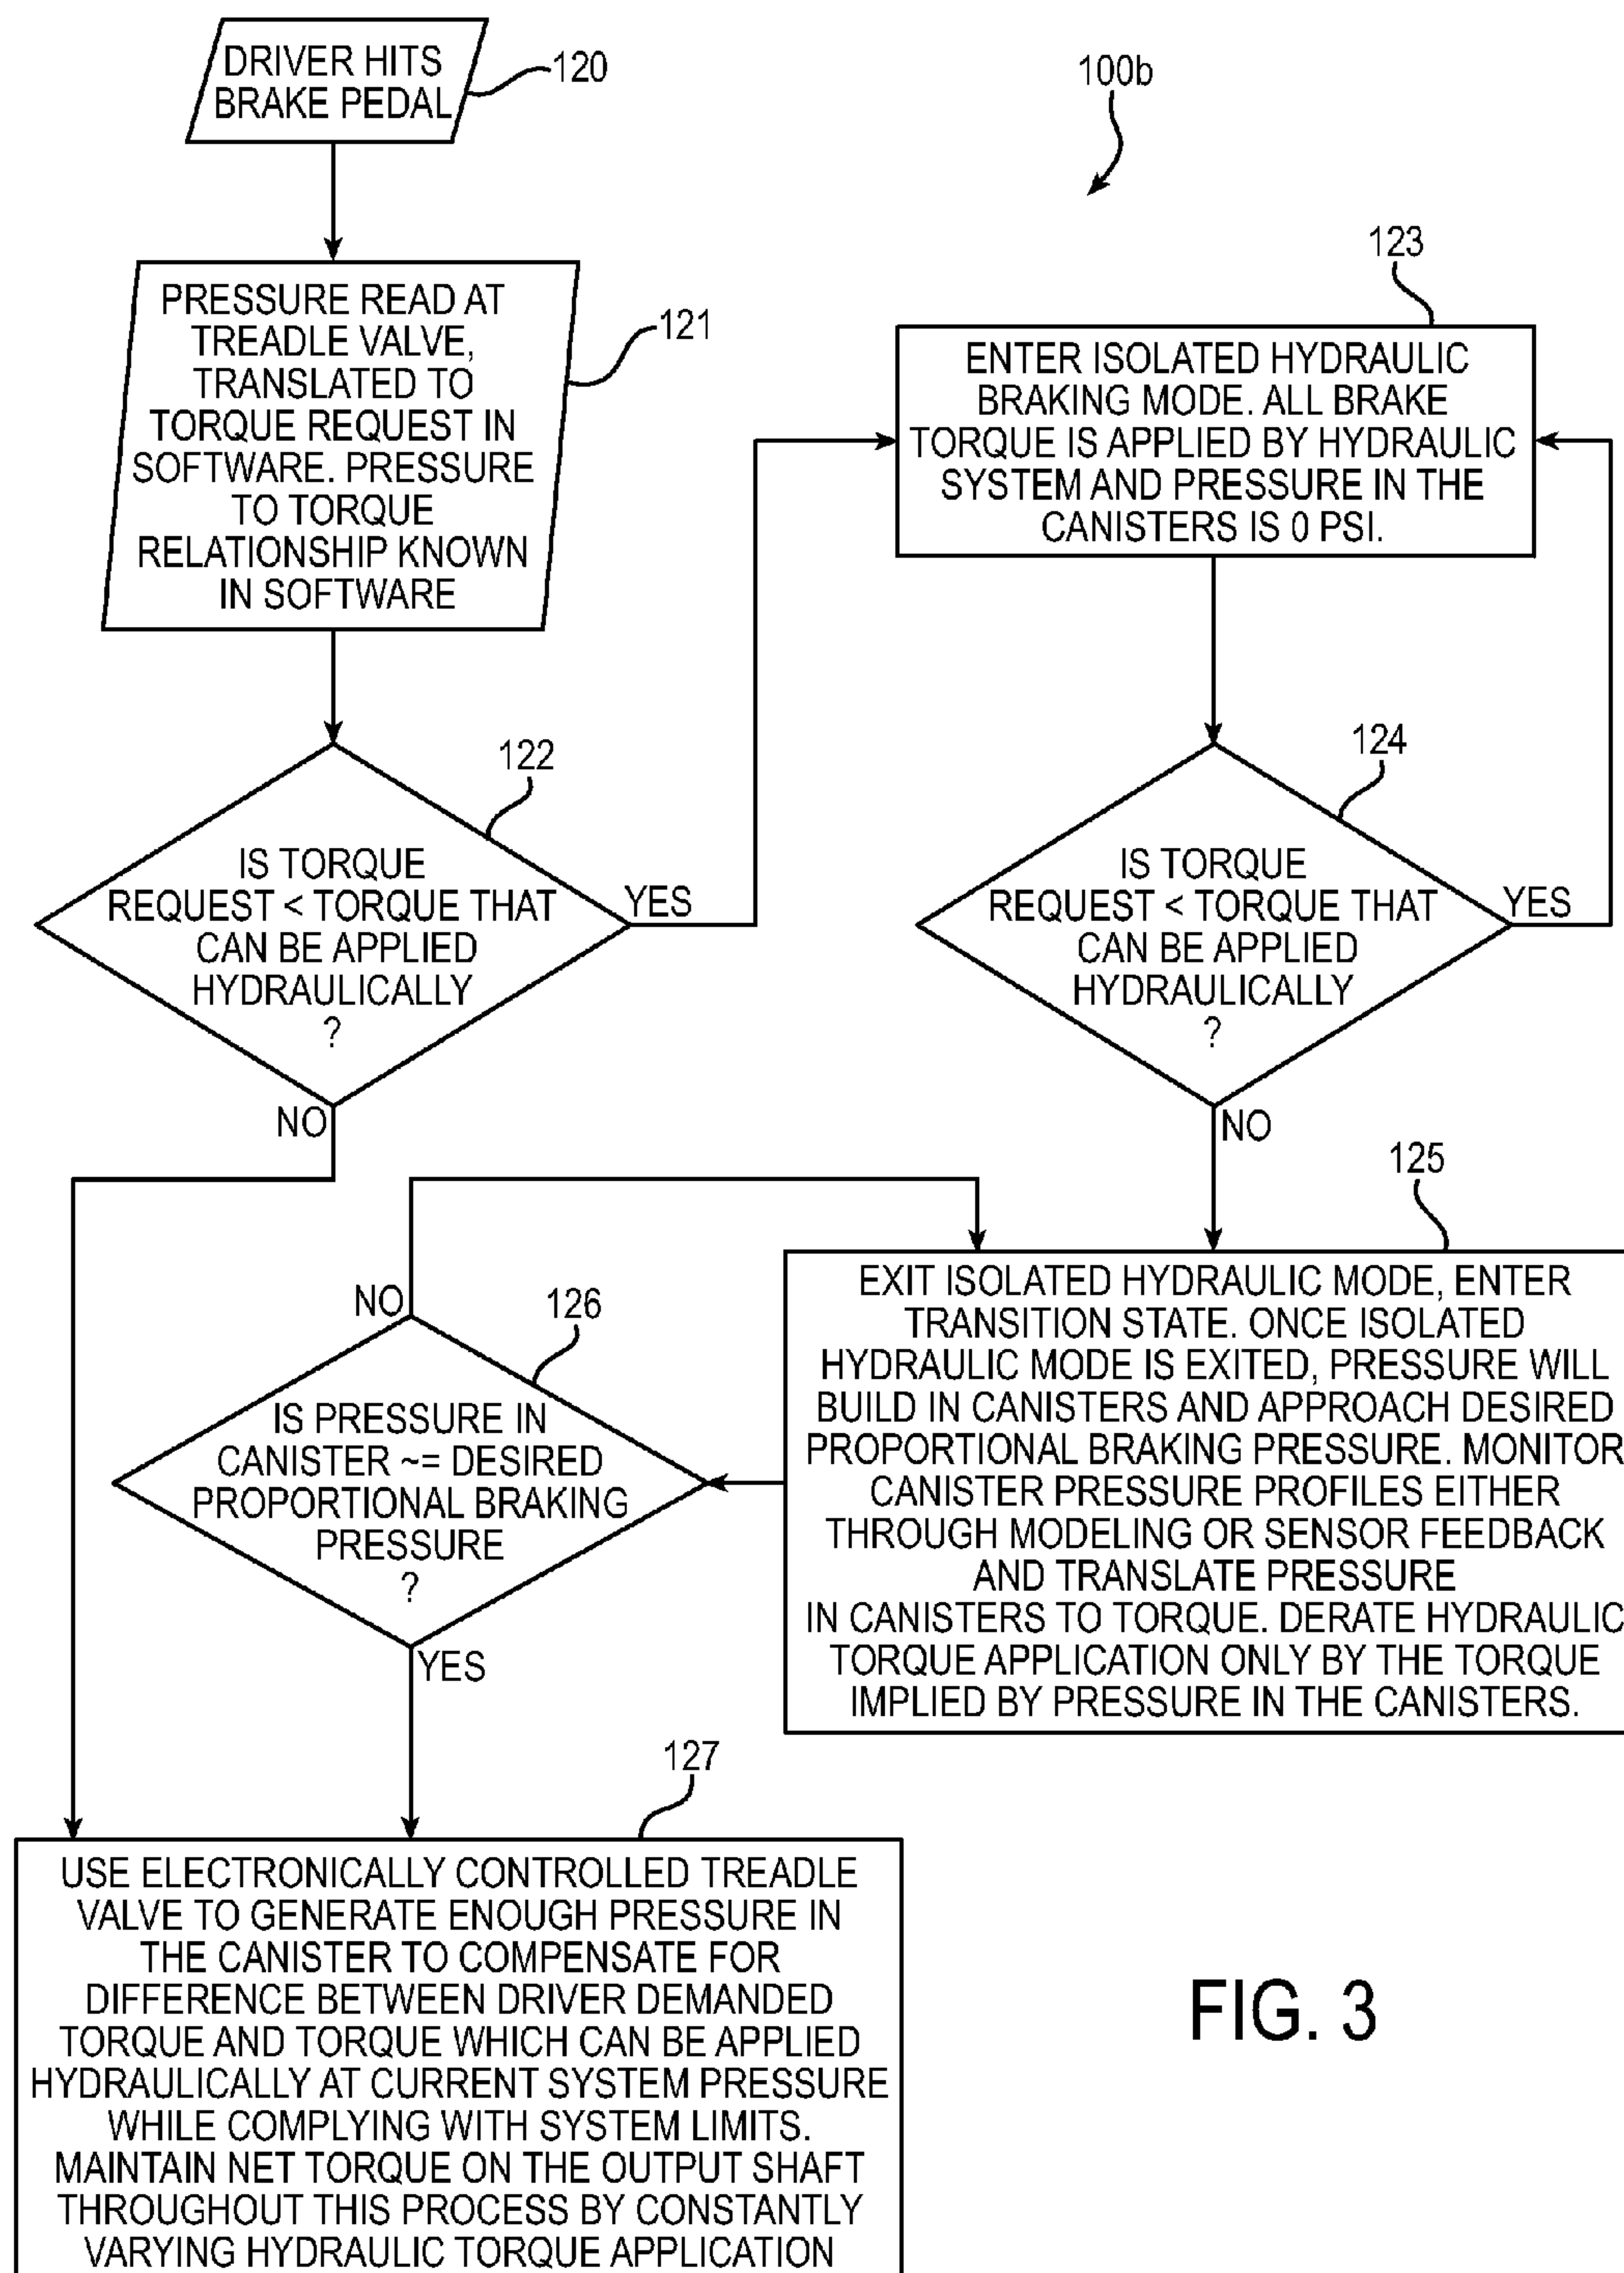 DRIVER HITS
BRAKE PEDAL
120
100b
PRESSURE READ AT
TREADLE VALVE,
TRANSLATED TO
TORQUE REQUEST IN
SOFTWARE. PRESSURE
TO TORQUE
RELATIONSHIP KNOWN
IN SOFTWARE
121
123
ENTER ISOLATED HYDRAULIC
BRAKING MODE. ALL BRAKE
TORQUE IS APPLIED BY HYDRAULIC
SYSTEM AND PRESSURE IN THE
CANISTERS IS 0 PSI.
122
IS TORQUE
REQUEST < TORQUE THAT
CAN BE APPLIED
HYDRAULICALLY
?
YES
NO
124
IS TORQUE
REQUEST < TORQUE THAT
CAN BE APPLIED
HYDRAULICALLY
?
YES
NO
125
EXIT ISOLATED HYDRAULIC MODE, ENTER
TRANSITION STATE. ONCE ISOLATED
HYDRAULIC MODE IS EXITED, PRESSURE WILL
BUILD IN CANISTERS AND APPROACH DESIRED
PROPORTIONAL BRAKING PRESSURE. MONITOR
CANISTER PRESSURE PROFILES EITHER
THROUGH MODELING OR SENSOR FEEDBACK
AND TRANSLATE PRESSURE
IN CANISTERS TO TORQUE. DERATE HYDRAULIC
TORQUE APPLICATION ONLY BY THE TORQUE
IMPLIED BY PRESSURE IN THE CANISTERS.
NO
126
IS PRESSURE IN
CANISTER ~= DESIRED
PROPORTIONAL BRAKING
PRESSURE
?
YES
127
USE ELECTRONICALLY CONTROLLED TREADLE
VALVE TO GENERATE ENOUGH PRESSURE IN
THE CANISTER TO COMPENSATE FOR
DIFFERENCE BETWEEN DRIVER DEMANDED
TORQUE AND TORQUE WHICH CAN BE APPLIED
HYDRAULICALLY AT CURRENT SYSTEM PRESSURE
WHILE COMPLYING WITH SYSTEM LIMITS.
MAINTAIN NET TORQUE ON THE OUTPUT SHAFT
THROUGHOUT THIS PROCESS BY CONSTANTLY
VARYING HYDRAULIC TORQUE APPLICATION
FIG. 3